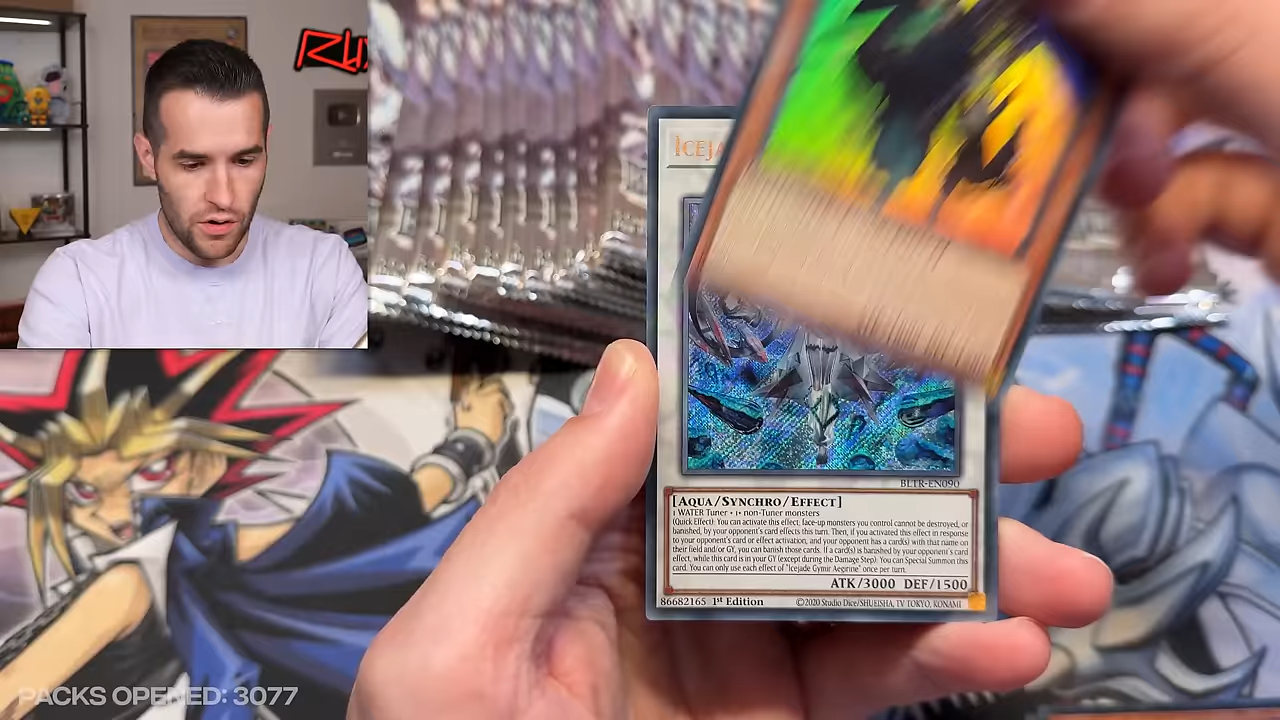 ICEJA
BLTR-EN090
[AQUA/SYNCHRO/EFFECT]
1 WATER Tuner + 1+ non-Tuner monsters
(Quick Effect): You can activate this effect; face-up monsters you control cannot be destroyed, or
banished, by your opponent's card effects this turn. Then, if you activated this effect in response
to your opponent's card or effect activation, and your opponent has a card(s) with that name on
their field and/or GY, you can banish those cards. If a card(s) is banished by your opponent's card
effect, while this card is in your GY (except during the Damage Step): You can Special Summon this
card. You can only use each effect of "Icejade Gymir Aegirine" once per turn.
ATK/3000 DEF/1500
86682165 1st Edition ©2020 Studio Dice/SHUEISHA, TV TOKYO, KONAMI
PACKS OPENED: 3077